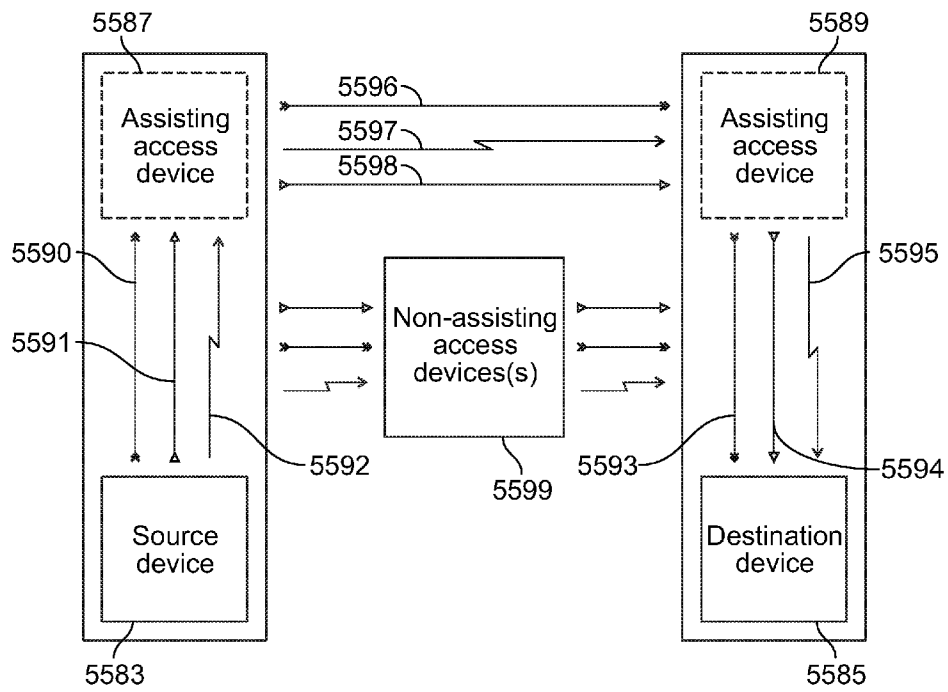 5587
5589
Assisting
access
device
5596
5597
5598
Assisting
access
device
5590
5595
5591
Non-assisting
access
devices(s)
5592
5599
5593
5594
Source
device
Destination
device
5583
5585